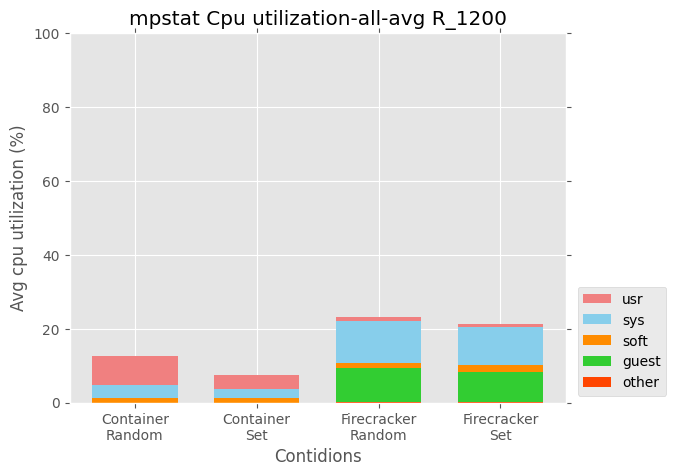 mpstat Cpu utilization-all-avg R_1200
Avg cpu utilization (%)
100
80
60
40
20
0
Container
Random
Container
Set
Firecracker
Random
Firecracker
Set
Contidions
usr
sys
soft
guest
other